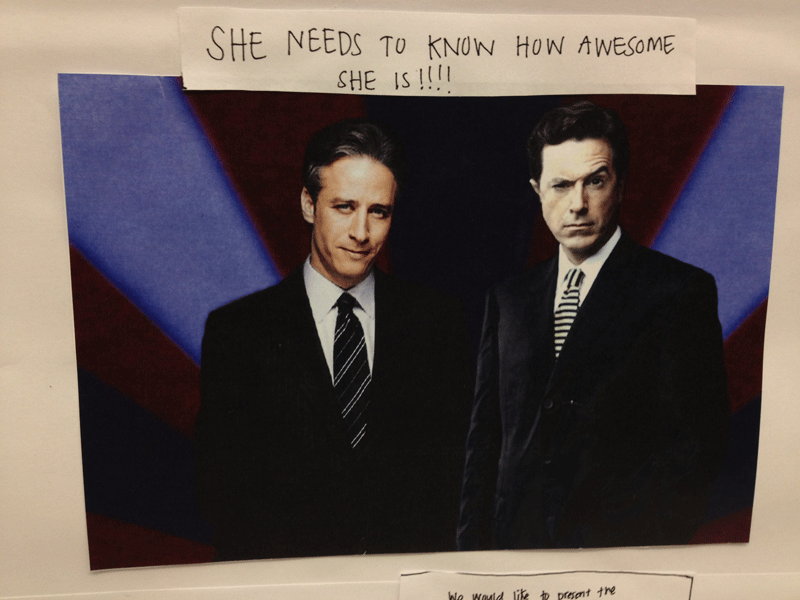 SHE NEEDS TO KNOW HOW AWESOME
SHE IS!!!!
We would like to present the